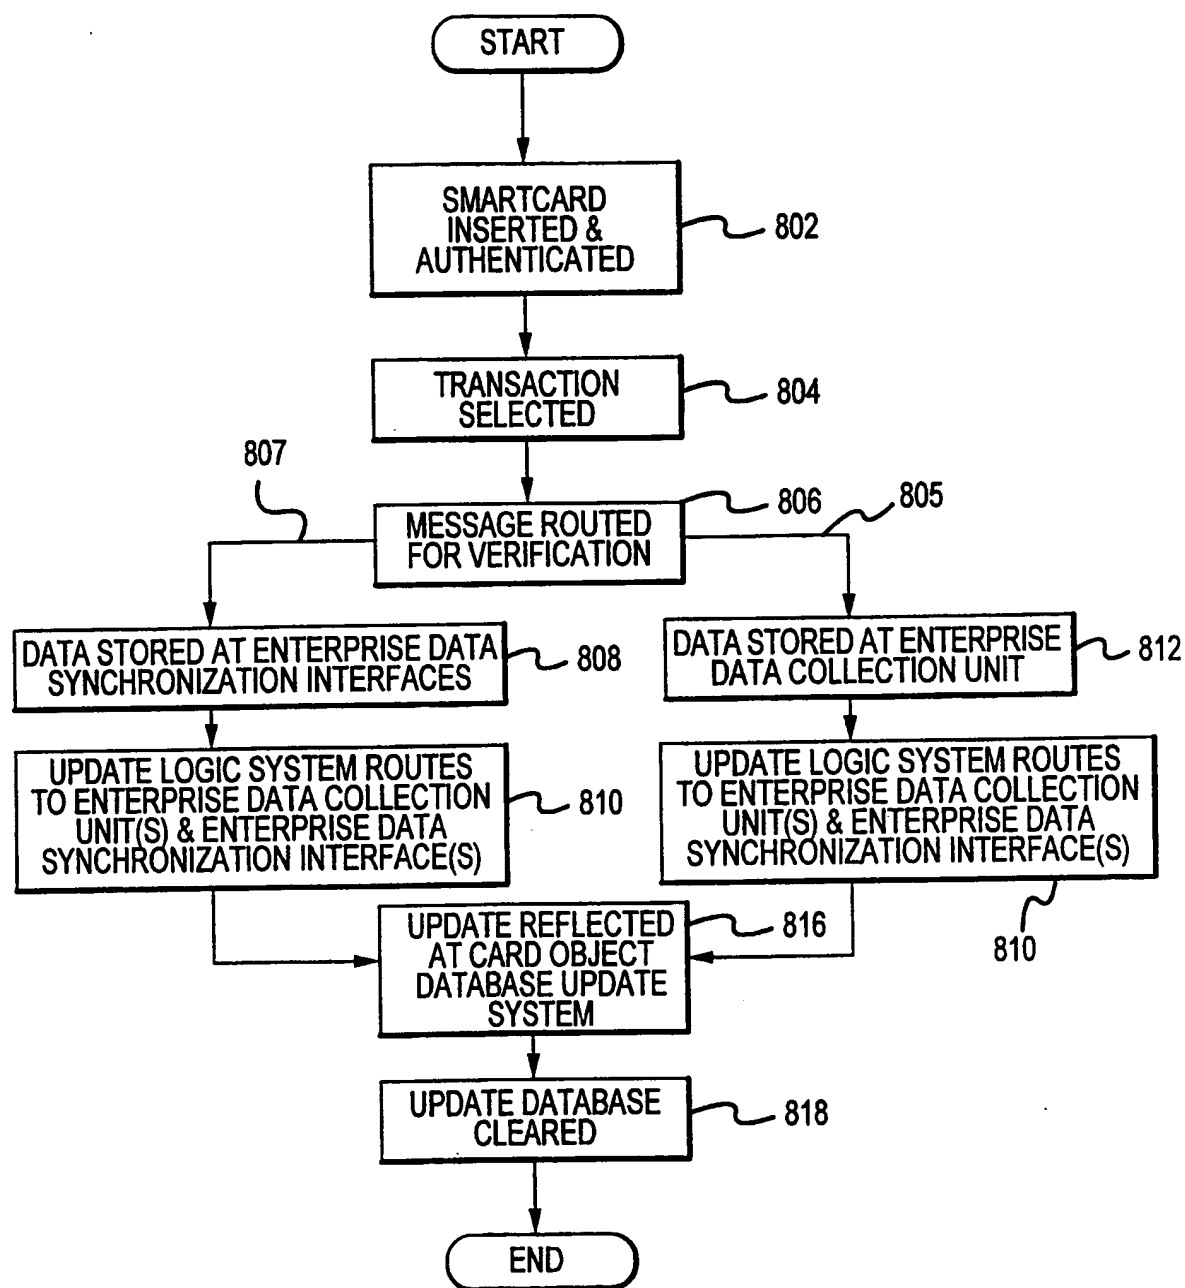 START
SMARTCARD
INSERTED &
AUTHENTICATED
802
TRANSACTION
SELECTED
804
807
806
805
MESSAGE ROUTED
FOR VERIFICATION
DATA STORED AT ENTERPRISE DATA
SYNCHRONIZATION INTERFACES
808
DATA STORED AT ENTERPRISE
DATA COLLECTION UNIT
812
UPDATE LOGIC SYSTEM ROUTES
TO ENTERPRISE DATA COLLECTION
UNIT(S) & ENTERPRISE DATA
SYNCHRONIZATION INTERFACE(S)
810
UPDATE LOGIC SYSTEM ROUTES
TO ENTERPRISE DATA COLLECTION
UNIT(S) & ENTERPRISE DATA
SYNCHRONIZATION INTERFACE(S)
810
UPDATE REFLECTED
AT CARD OBJECT
DATABASE UPDATE
SYSTEM
816
UPDATE DATABASE
CLEARED
818
END